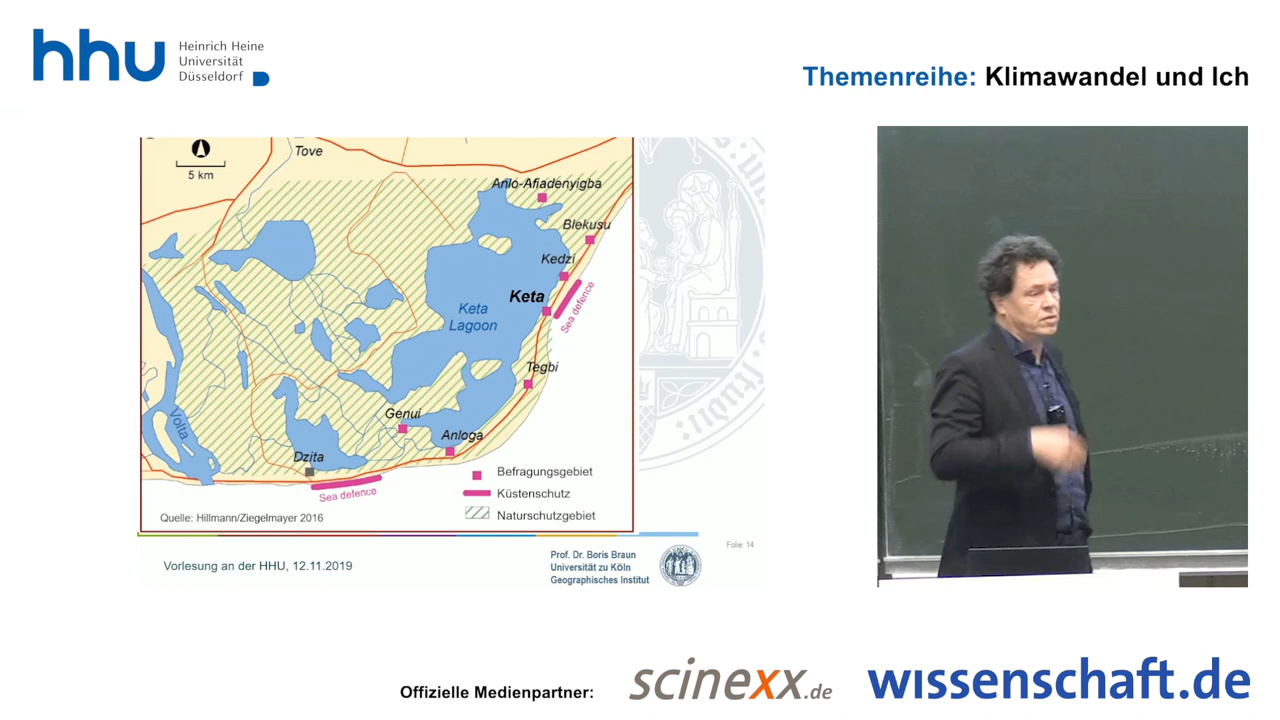 hhu
Heinrich Heine
Universität
Düsseldorf
Themenreihe: Klimawandel und Ich
Tove
5 km
Anlo-Afiadenyigba
Blekusu
Kedzi
Keta
Sea defence
Keta
Lagoon
Tegbi
Genui
Anloga
Volta
Dzita
Sea defence
Befragungsgebiet
Küstenschutz
Naturschutzgebiet
Quelle: Hillmann/Ziegelmayer 2016
Folie: 14
Vorlesung an der HHU, 12.11.2019
Prof. Dr. Boris Braun
Universität zu Köln
Geographisches Institut
Offizielle Medienpartner:
scinexx.de
wissenschaft.de